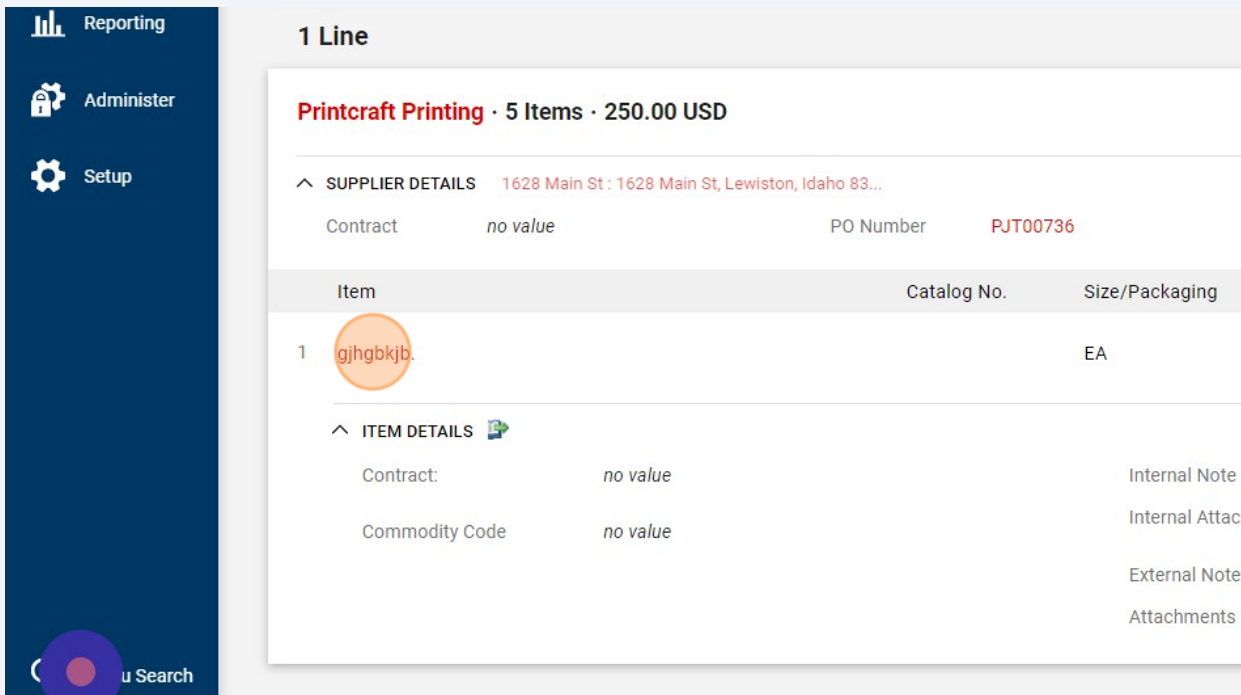 Reporting
Administer
Setup
Search
1 Line
Printcraft Printing · 5 Items · 250.00 USD
SUPPLIER DETAILS 1628 Main St : 1628 Main St, Lewiston, Idaho 83...
Contract no value PO Number PJT00736
Item Catalog No. Size/Packaging
1 gjhgbkjb. EA
ITEM DETAILS
Contract: no value Internal Note
Internal Attac
Commodity Code no value
External Note
Attachments